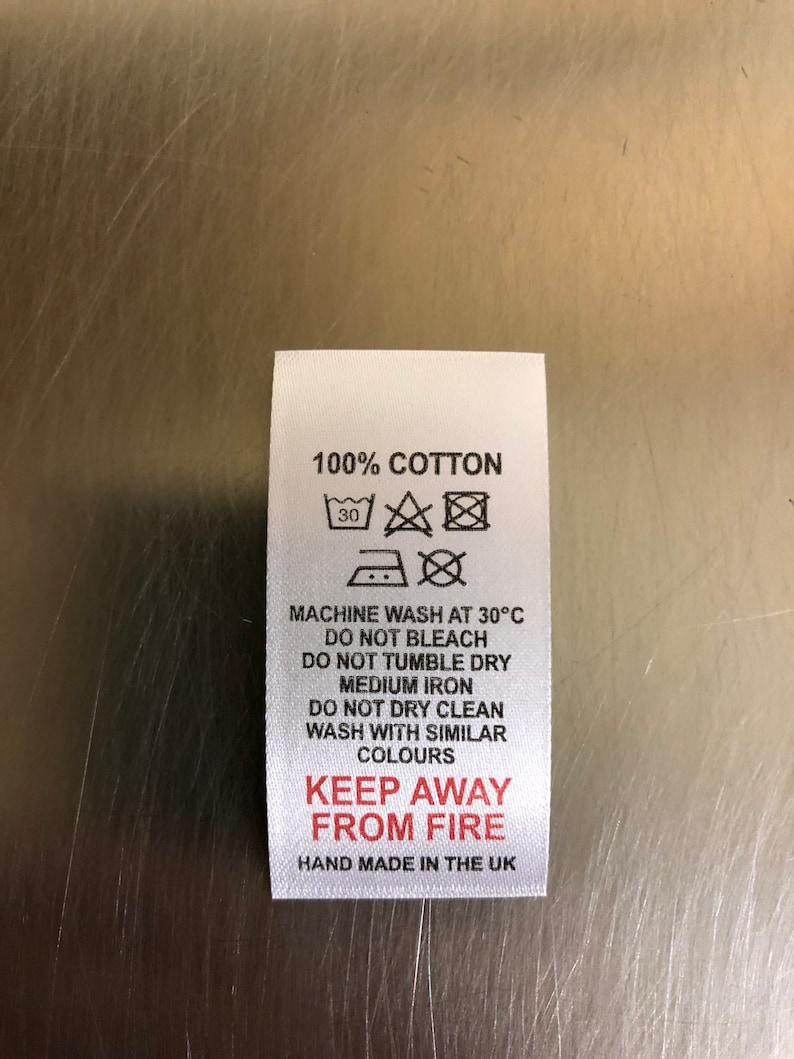 100% COTTON
30
MACHINE WASH AT 30°C
DO NOT BLEACH
DO NOT TUMBLE DRY
MEDIUM IRON
DO NOT DRY CLEAN
WASH WITH SIMILAR
COLOURS
KEEP AWAY
FROM FIRE
HAND MADE IN THE UK